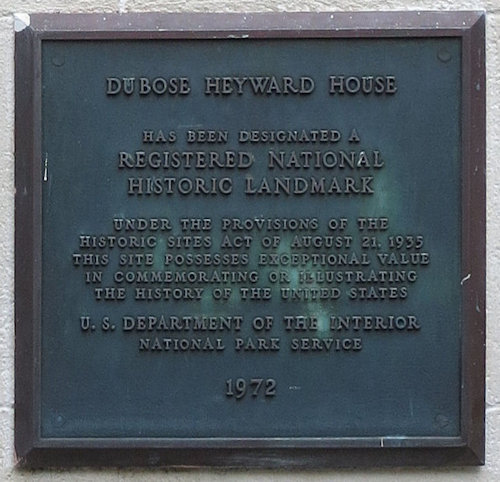 DUBOSE HEYWARD HOUSE
HAS BEEN DESIGNATED A
REGISTERED NATIONAL
HISTORIC LANDMARK
UNDER THE PROVISIONS OF THE
HISTORIC SITES ACT OF AUGUST 21, 1935
THIS SITE POSSESSES EXCEPTIONAL VALUE
IN COMMEMORATING OR ILLUSTRATING
THE HISTORY OF THE UNITED STATES
U. S. DEPARTMENT OF THE INTERIOR
NATIONAL PARK SERVICE
1972